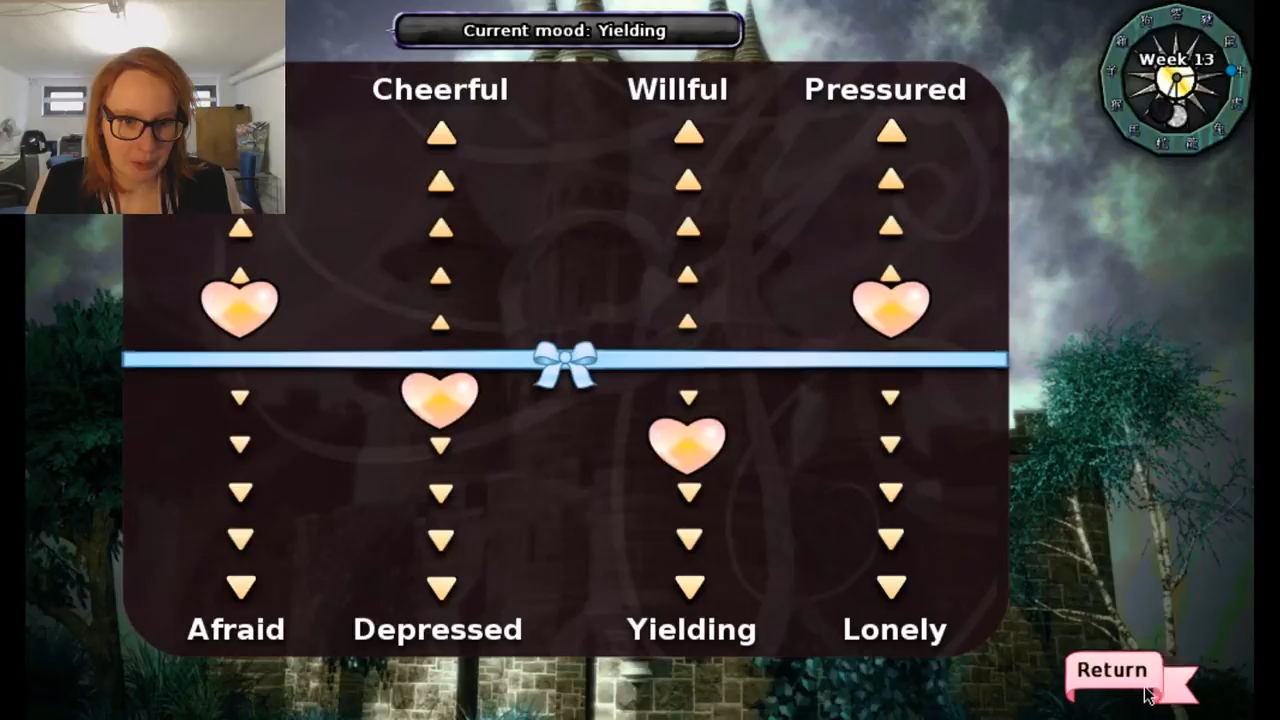 Current mood: Yielding
Week 13
Cheerful
Willful
Pressured
Afraid
Depressed
Yielding
Lonely
Return